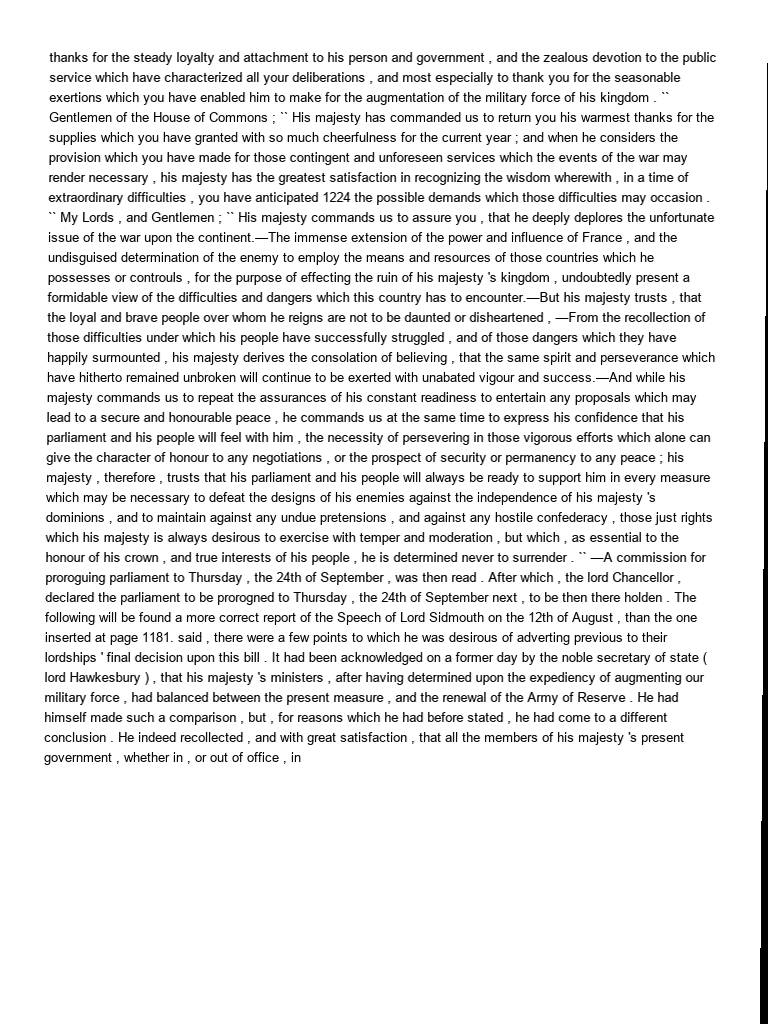 thanks for the steady loyalty and attachment to his person and government , and the zealous devotion to the public
service which have characterized all your deliberations , and most especially to thank you for the seasonable
exertions which you have enabled him to make for the augmentation of the military force of his kingdom . ``
Gentlemen of the House of Commons ; `` His majesty has commanded us to return you his warmest thanks for the
supplies which you have granted with so much cheerfulness for the current year ; and when he considers the
provision which you have made for those contingent and unforeseen services which the events of the war may
render necessary , his majesty has the greatest satisfaction in recognizing the wisdom wherewith , in a time of
extraordinary difficulties , you have anticipated 1224 the possible demands which those difficulties may occasion .
`` My Lords , and Gentlemen ; `` His majesty commands us to assure you , that he deeply deplores the unfortunate
issue of the war upon the continent.—The immense extension of the power and influence of France , and the
undisguised determination of the enemy to employ the means and resources of those countries which he
possesses or controuls , for the purpose of effecting the ruin of his majesty 's kingdom , undoubtedly present a
formidable view of the difficulties and dangers which this country has to encounter.—But his majesty trusts , that
the loyal and brave people over whom he reigns are not to be daunted or disheartened , —From the recollection of
those difficulties under which his people have successfully struggled , and of those dangers which they have
happily surmounted , his majesty derives the consolation of believing , that the same spirit and perseverance which
have hitherto remained unbroken will continue to be exerted with unabated vigour and success.—And while his
majesty commands us to repeat the assurances of his constant readiness to entertain any proposals which may
lead to a secure and honourable peace , he commands us at the same time to express his confidence that his
parliament and his people will feel with him , the necessity of persevering in those vigorous efforts which alone can
give the character of honour to any negotiations , or the prospect of security or permanency to any peace ; his
majesty , therefore , trusts that his parliament and his people will always be ready to support him in every measure
which may be necessary to defeat the designs of his enemies against the independence of his majesty 's
dominions , and to maintain against any undue pretensions , and against any hostile confederacy , those just rights
which his majesty is always desirous to exercise with temper and moderation , but which , as essential to the
honour of his crown , and true interests of his people , he is determined never to surrender . `` —A commission for
proroguing parliament to Thursday , the 24th of September , was then read . After which , the lord Chancellor ,
declared the parliament to be prorogned to Thursday , the 24th of September next , to be then there holden . The
following will be found a more correct report of the Speech of Lord Sidmouth on the 12th of August , than the one
inserted at page 1181. said , there were a few points to which he was desirous of adverting previous to their
lordships ' final decision upon this bill . It had been acknowledged on a former day by the noble secretary of state (
lord Hawkesbury ) , that his majesty 's ministers , after having determined upon the expediency of augmenting our
military force , had balanced between the present measure , and the renewal of the Army of Reserve . He had
himself made such a comparison , but , for reasons which he had before stated , he had come to a different
conclusion . He indeed recollected , and with great satisfaction , that all the members of his majesty 's present
government , whether in , or out of office , in